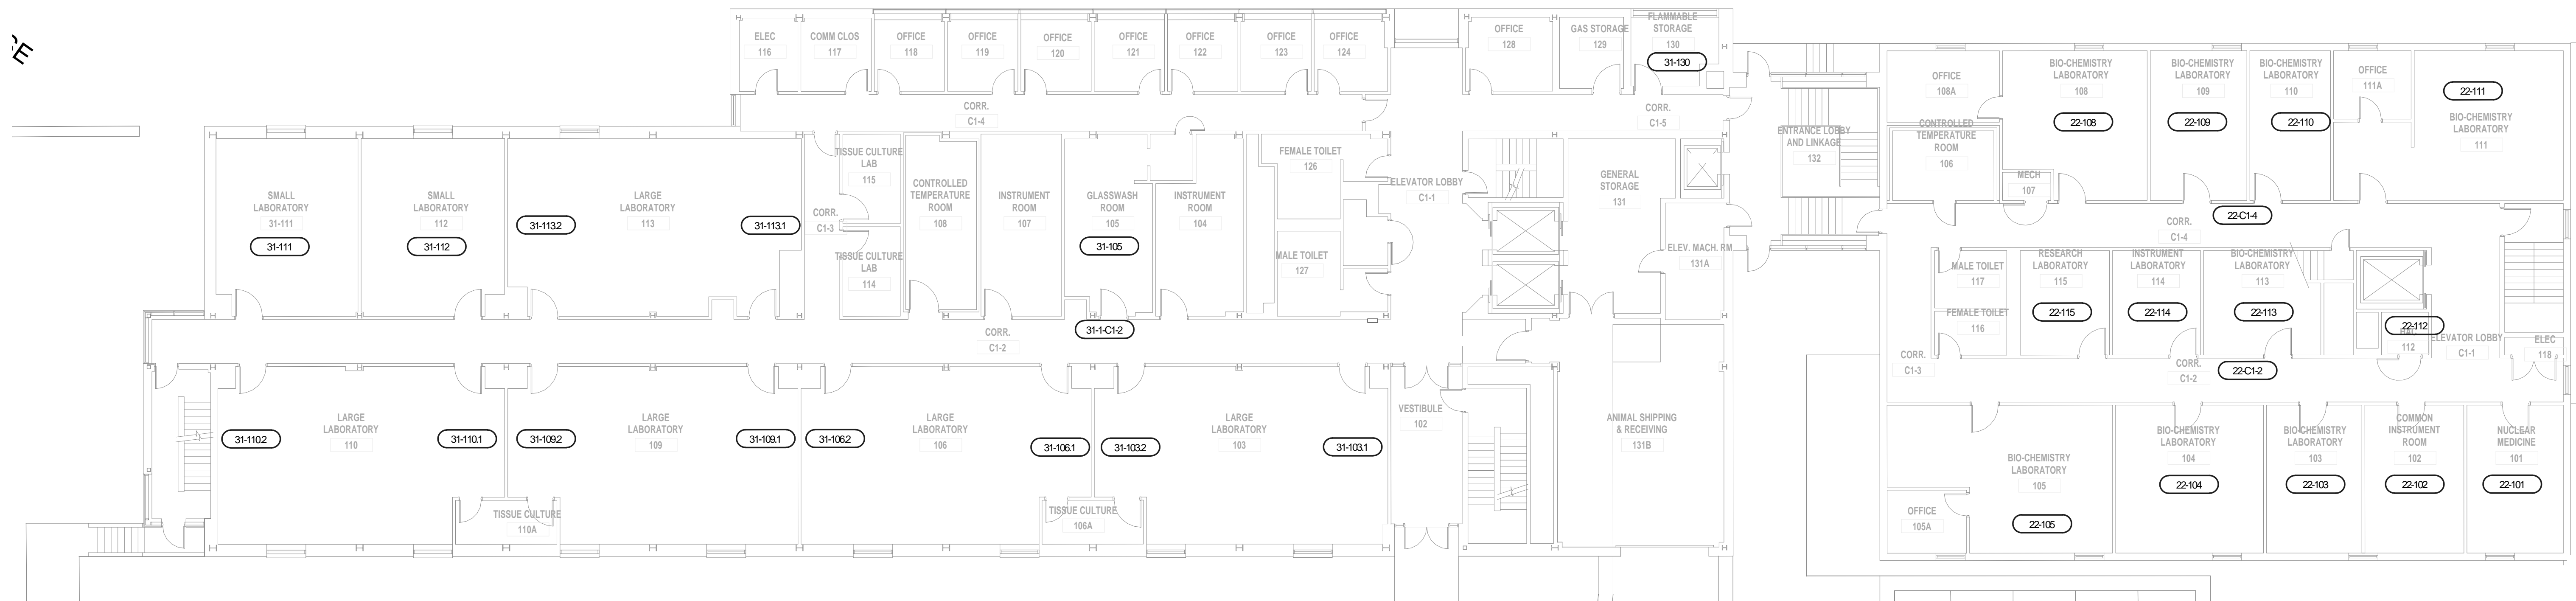 ELEC
116
COMM CLOS
117
OFFICE
118
OFFICE
119
OFFICE
120
OFFICE
121
OFFICE
122
OFFICE
123
OFFICE
124
OFFICE
128
GAS STORAGE
129
FLAMMABLE
STORAGE
130
31-130
CORR.
C1-4
CORR.
C1-5
SMALL
LABORATORY
31-111
31-111
SMALL
LABORATORY
112
31-112
LARGE
LABORATORY
113
31-113.2
31-113.1
TISSUE CULTURE
LAB
115
CORR.
C1-3
TISSUE CULTURE
LAB
114
CONTROLLED
TEMPERATURE
ROOM
108
INSTRUMENT
ROOM
107
GLASSWASH
ROOM
105
31-105
INSTRUMENT
ROOM
104
FEMALE TOILET
126
MALE TOILET
127
ELEVATOR LOBBY
C1-1
GENERAL
STORAGE
131
ELEV. MACH. RM
131A
ENTRANCE LOBBY
AND LINKAGE
132
CORR.
C1-2
31-1-C1-2
LARGE
LABORATORY
110
31-110.2
31-110.1
LARGE
LABORATORY
109
31-109.2
31-109.1
LARGE
LABORATORY
106
31-106.2
31-106.1
LARGE
LABORATORY
103
31-103.2
31-103.1
TISSUE CULTURE
110A
TISSUE CULTURE
106A
VESTIBULE
102
ANIMAL SHIPPING
& RECEIVING
131B
OFFICE
108A
BIO-CHEMISTRY
LABORATORY
108
22-108
BIO-CHEMISTRY
LABORATORY
109
22-109
BIO-CHEMISTRY
LABORATORY
110
22-110
OFFICE
111A
22-111
BIO-CHEMISTRY
LABORATORY
111
CONTROLLED
TEMPERATURE
ROOM
106
MECH
107
22-C1-4
CORR.
C1-4
MALE TOILET
117
FEMALE TOILET
116
RESEARCH
LABORATORY
115
22-115
INSTRUMENT
LABORATORY
114
22-114
BIO-CHEMISTRY
LABORATORY
113
22-113
22-112
112
ELEVATOR LOBBY
C1-1
ELEC
118
CORR.
C1-3
CORR.
C1-2
22-C1-2
BIO-CHEMISTRY
LABORATORY
105
22-105
OFFICE
105A
BIO-CHEMISTRY
LABORATORY
104
22-104
BIO-CHEMISTRY
LABORATORY
103
22-103
COMMON
INSTRUMENT
ROOM
102
22-102
NUCLEAR
MEDICINE
101
22-101